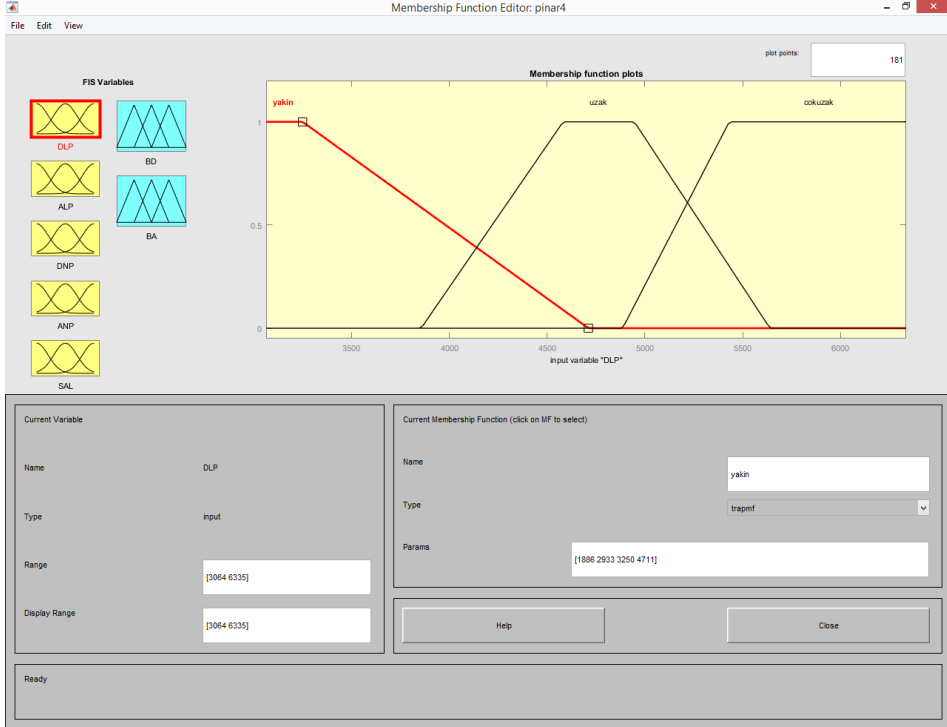 Membership Function Editor: pinar4
File Edit View
plot points: 181
FIS Variables
DLP
ALP
DNP
ANP
SAL
BD
BA
Membership function plots
yakin uzak cokuzak
1
0.5
0
3500 4000 4500 5000 5500 6000
input variable "DLP"
Current Variable
Name DLP
Type input
Range [3064 6335]
Display Range [3064 6335]
Current Membership Function (click on MF to select)
Name yakin
Type trapmf
Params [1886 2933 3250 4711]
Help Close
Ready